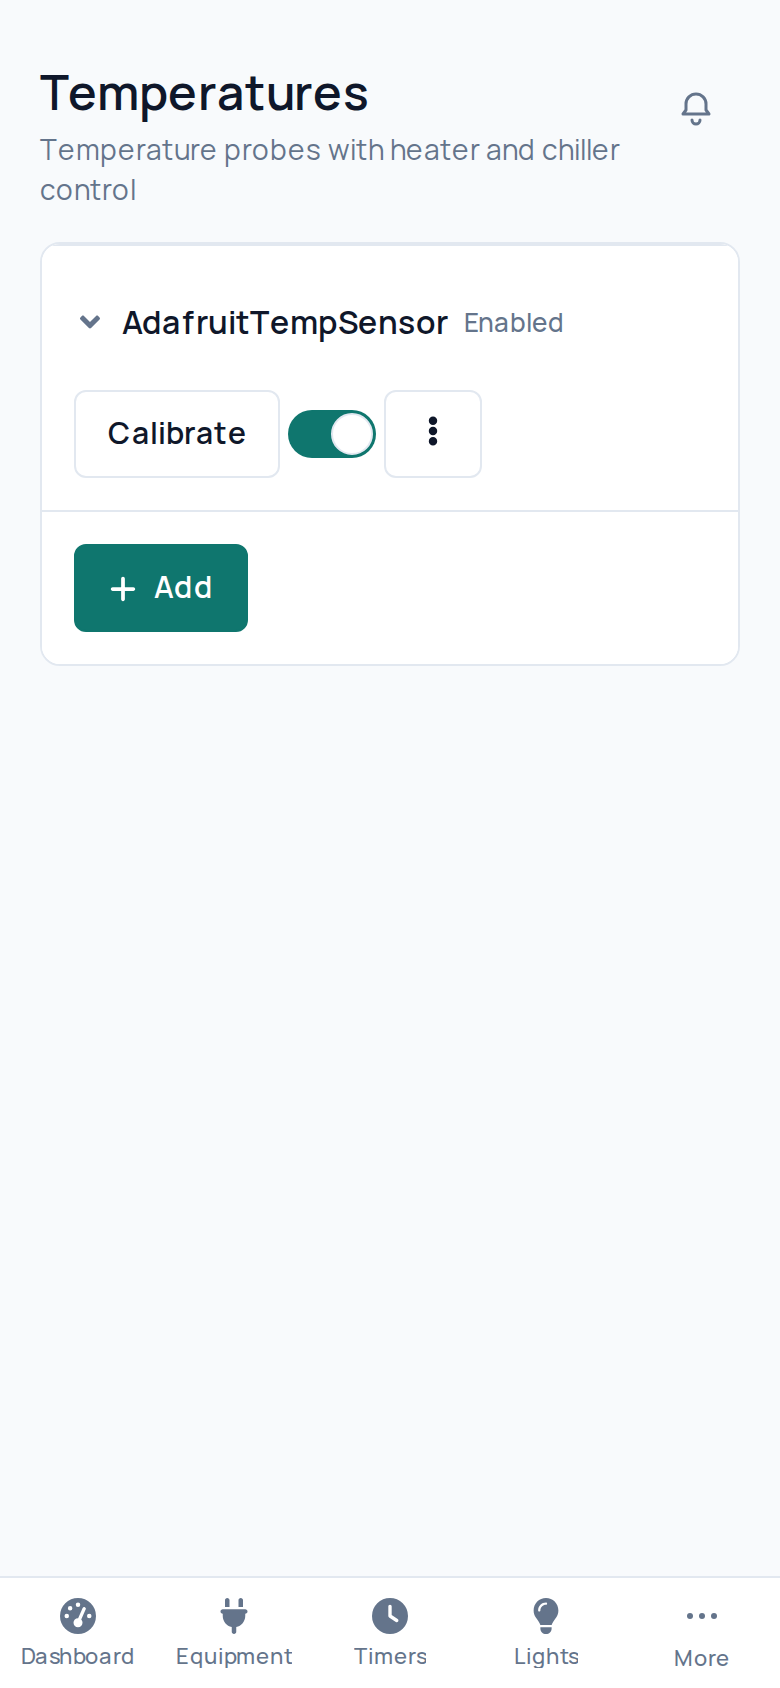 Temperatures
Temperature probes with heater and chiller
control
AdafruitTempSensor Enabled
Calibrate
Add
Dashboard Equipment Timers Lights More